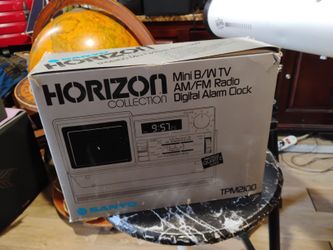 HORIZON
COLLECTION
Mini B/W TV
AM/FM Radio
Digital Alarm Clock
9:57
SANYO
TPM2100